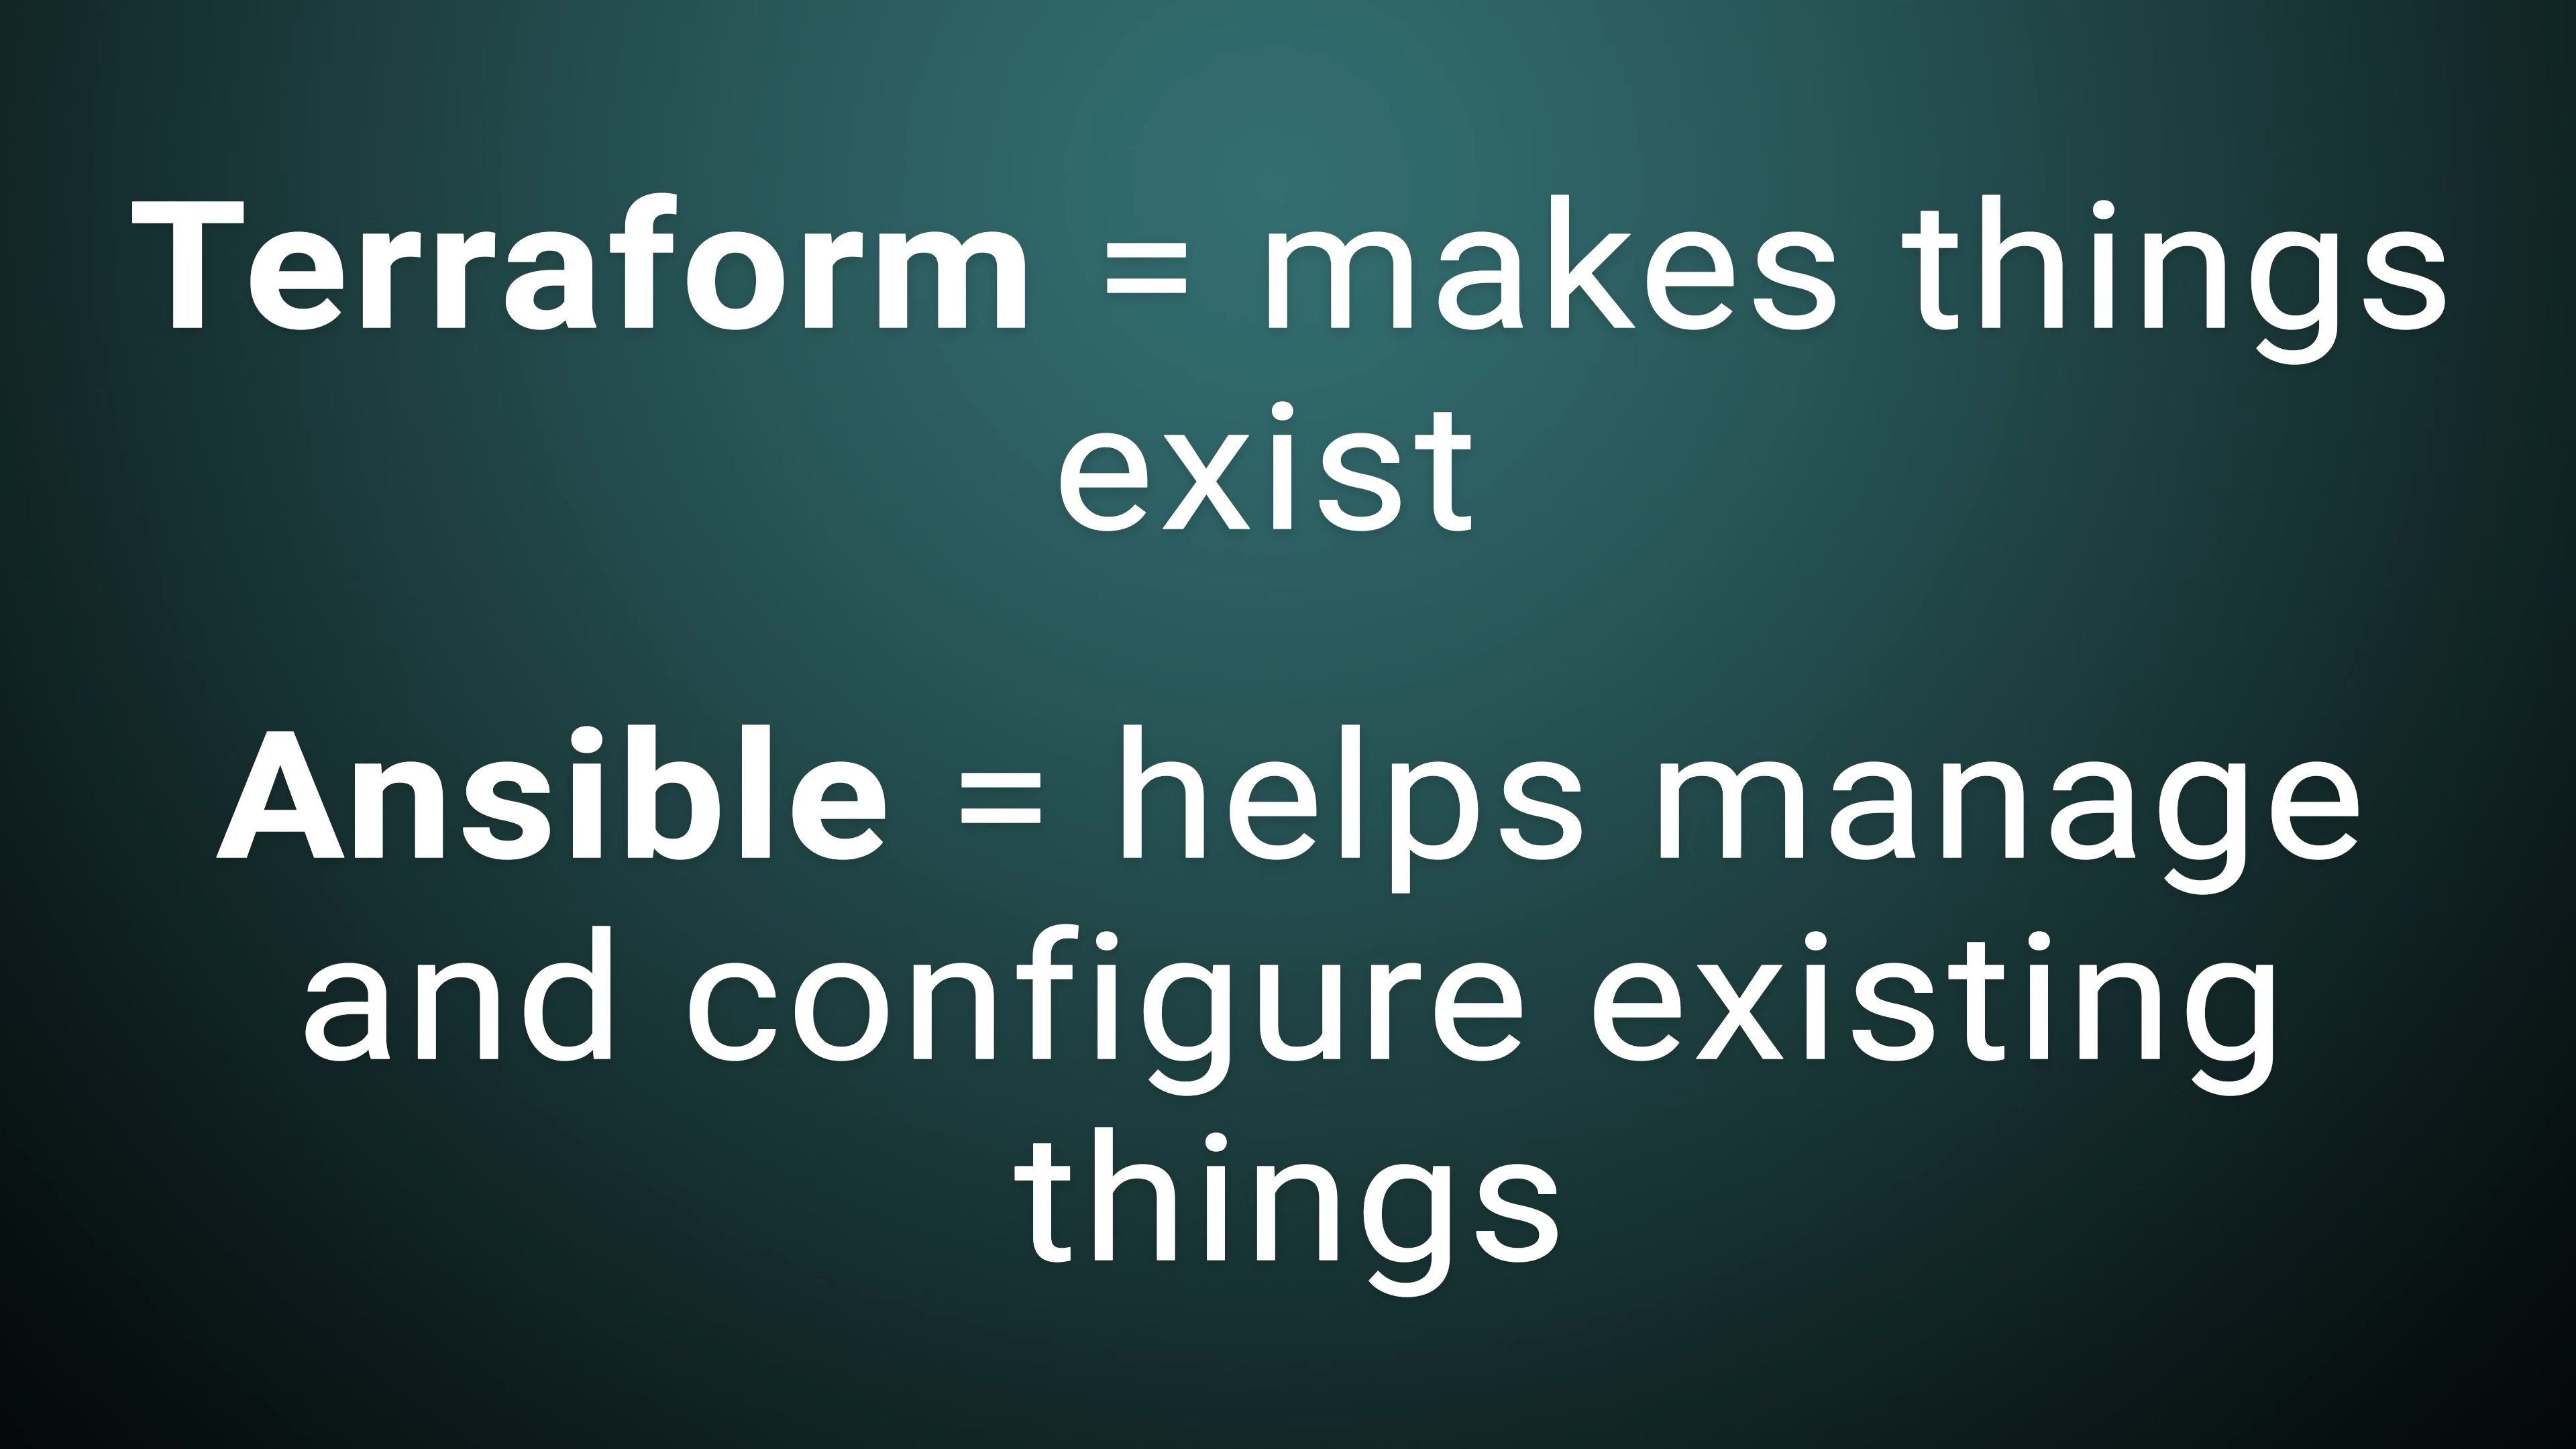 Terraform = makes things
exist
Ansible = helps manage
and configure existing
things